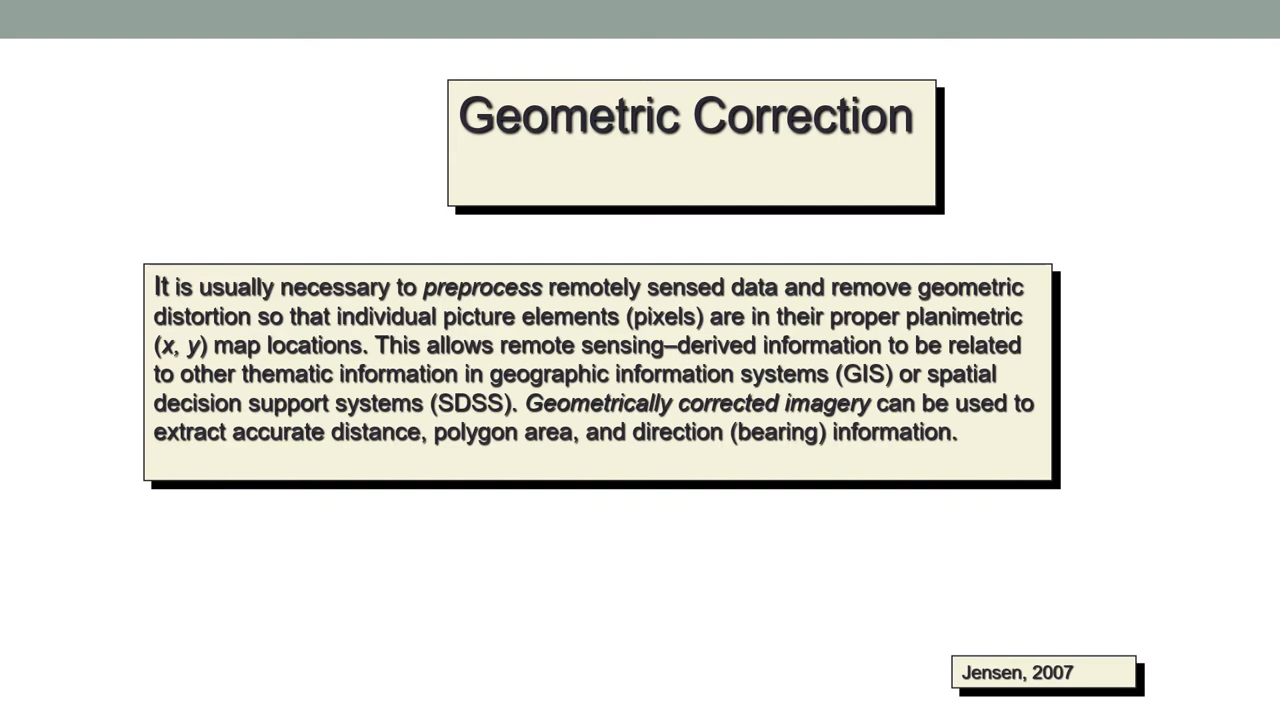 Geometric Correction
It is usually necessary to preprocess remotely sensed data and remove geometric
distortion so that individual picture elements (pixels) are in their proper planimetric
(x, y) map locations. This allows remote sensing–derived information to be related
to other thematic information in geographic information systems (GIS) or spatial
decision support systems (SDSS). Geometrically corrected imagery can be used to
extract accurate distance, polygon area, and direction (bearing) information.
Jensen, 2007